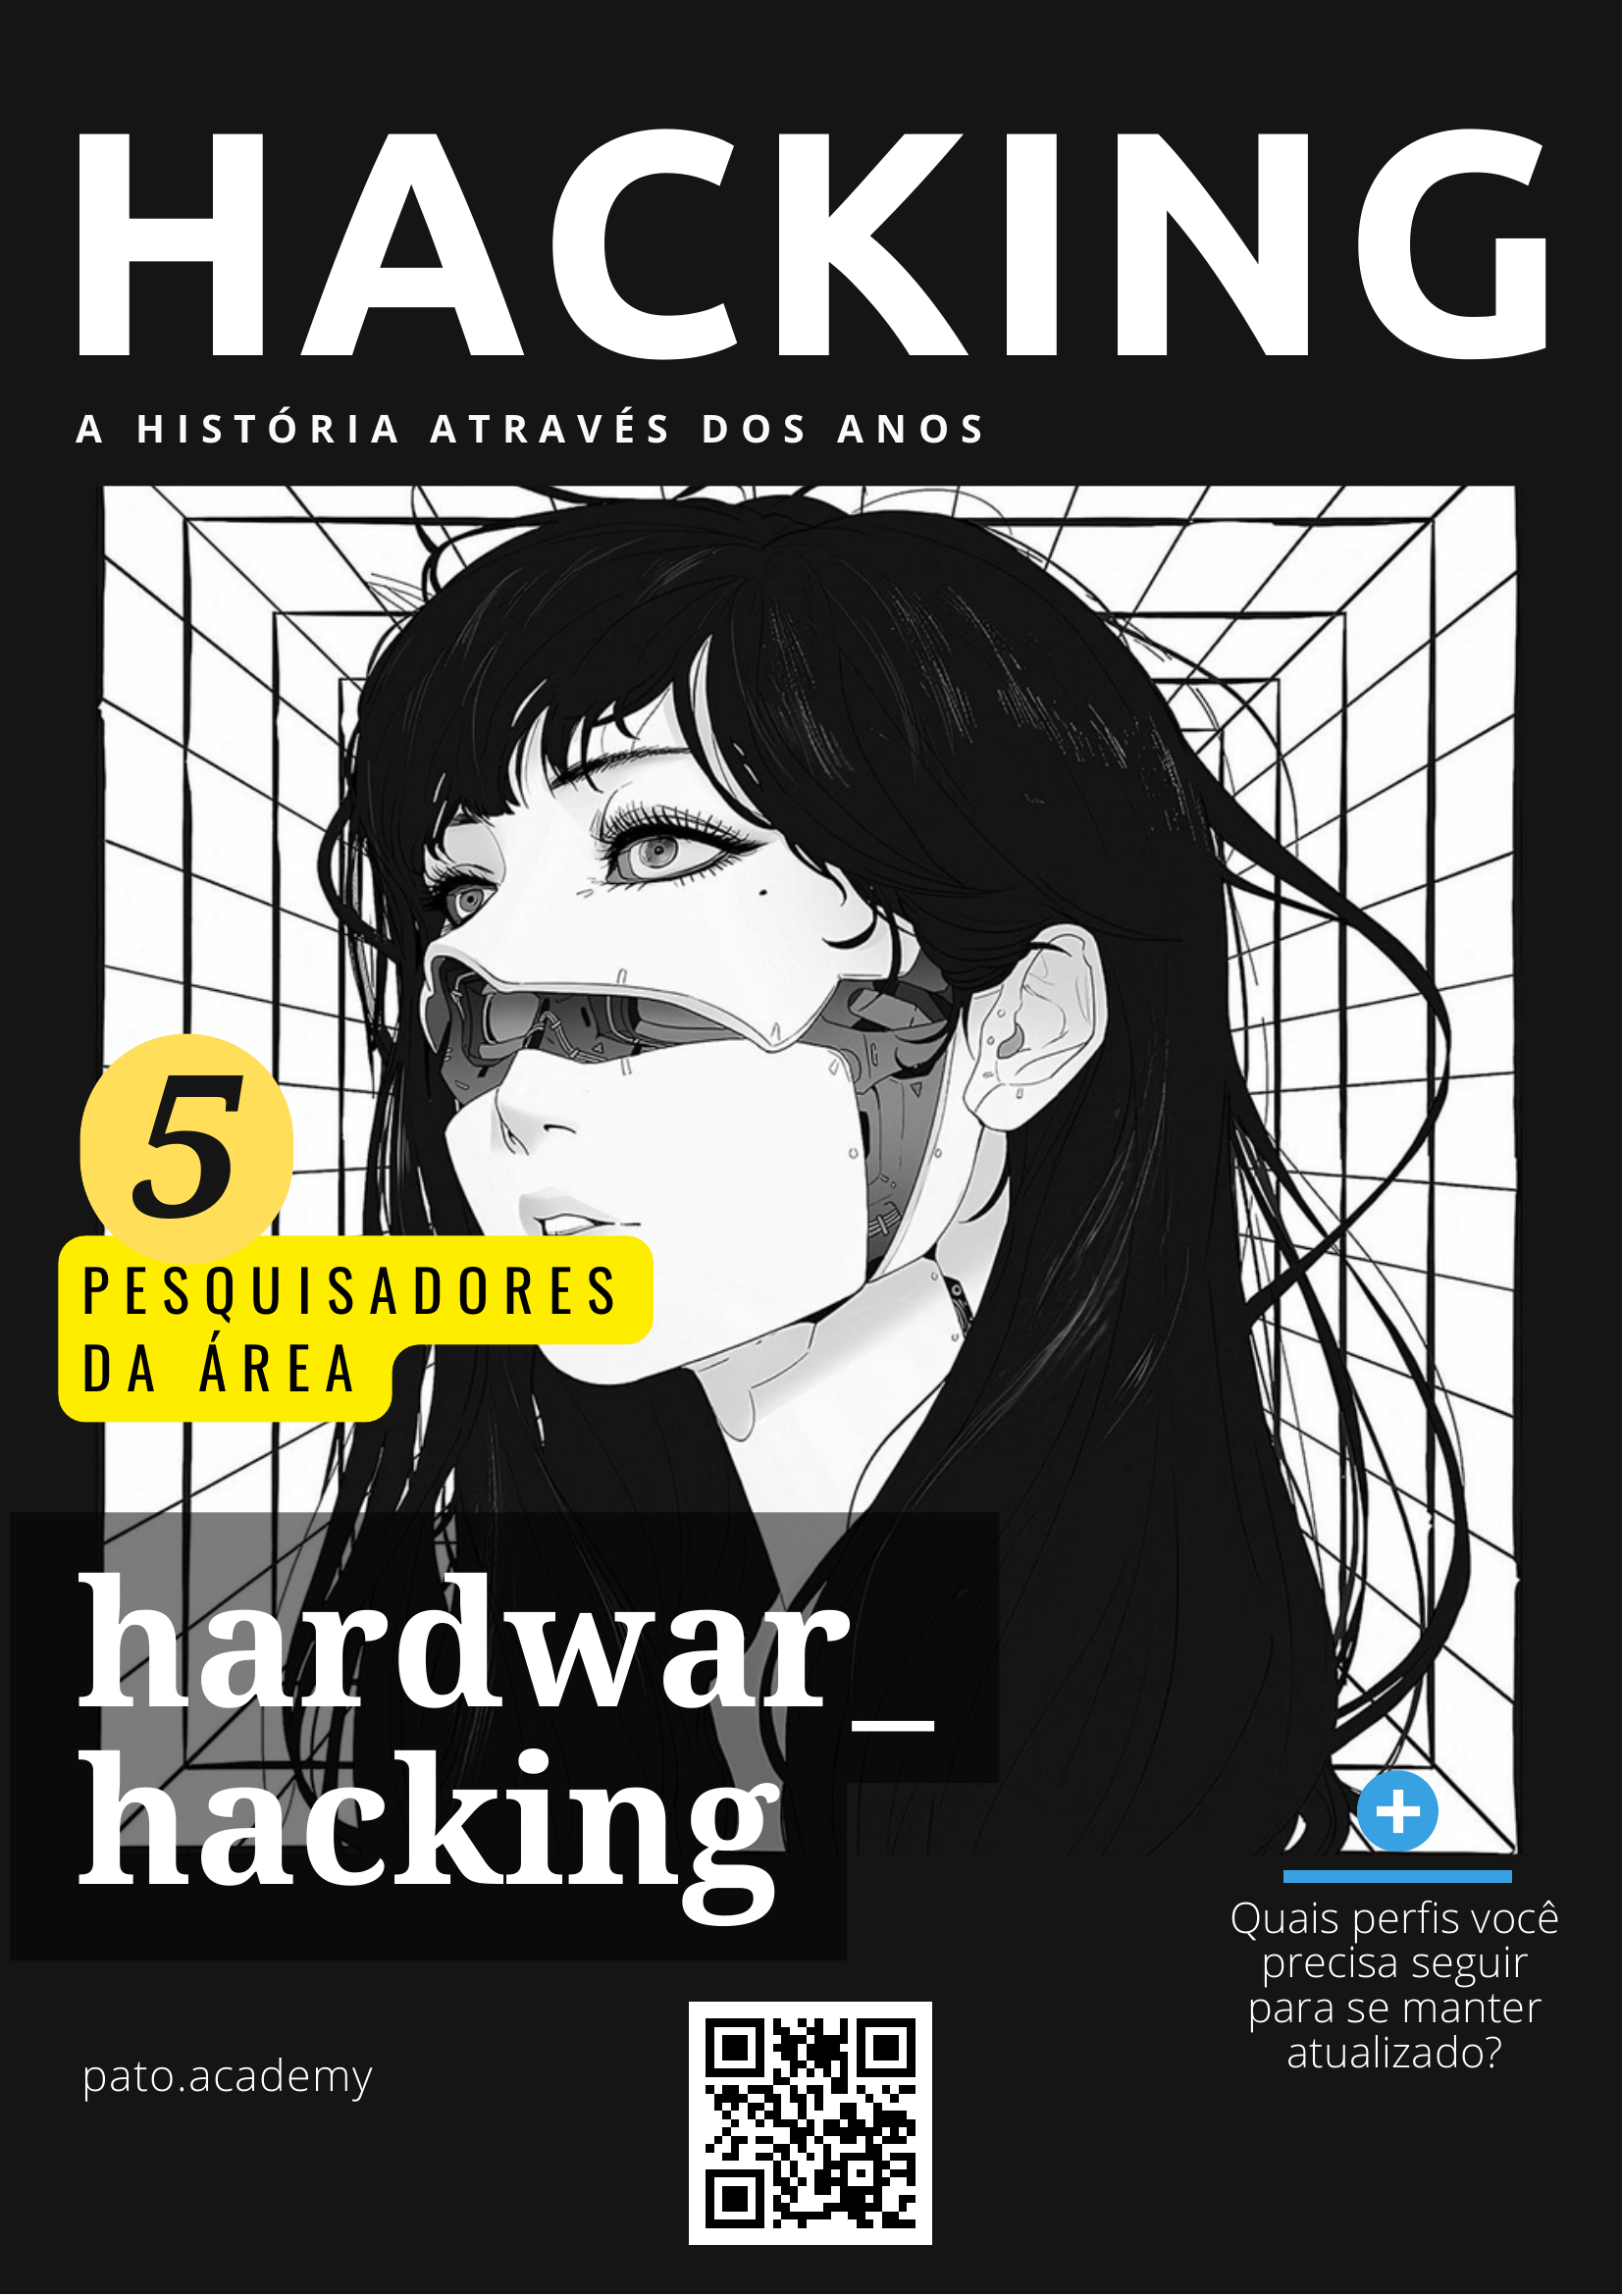 HACKING
A HISTÓRIA ATRAVÉS DOS ANOS
5
PESQUISADORES
DA ÁREA
hardwar_
hacking
+
Quais perfis você
precisa seguir
para se manter
atualizado?
pato.academy